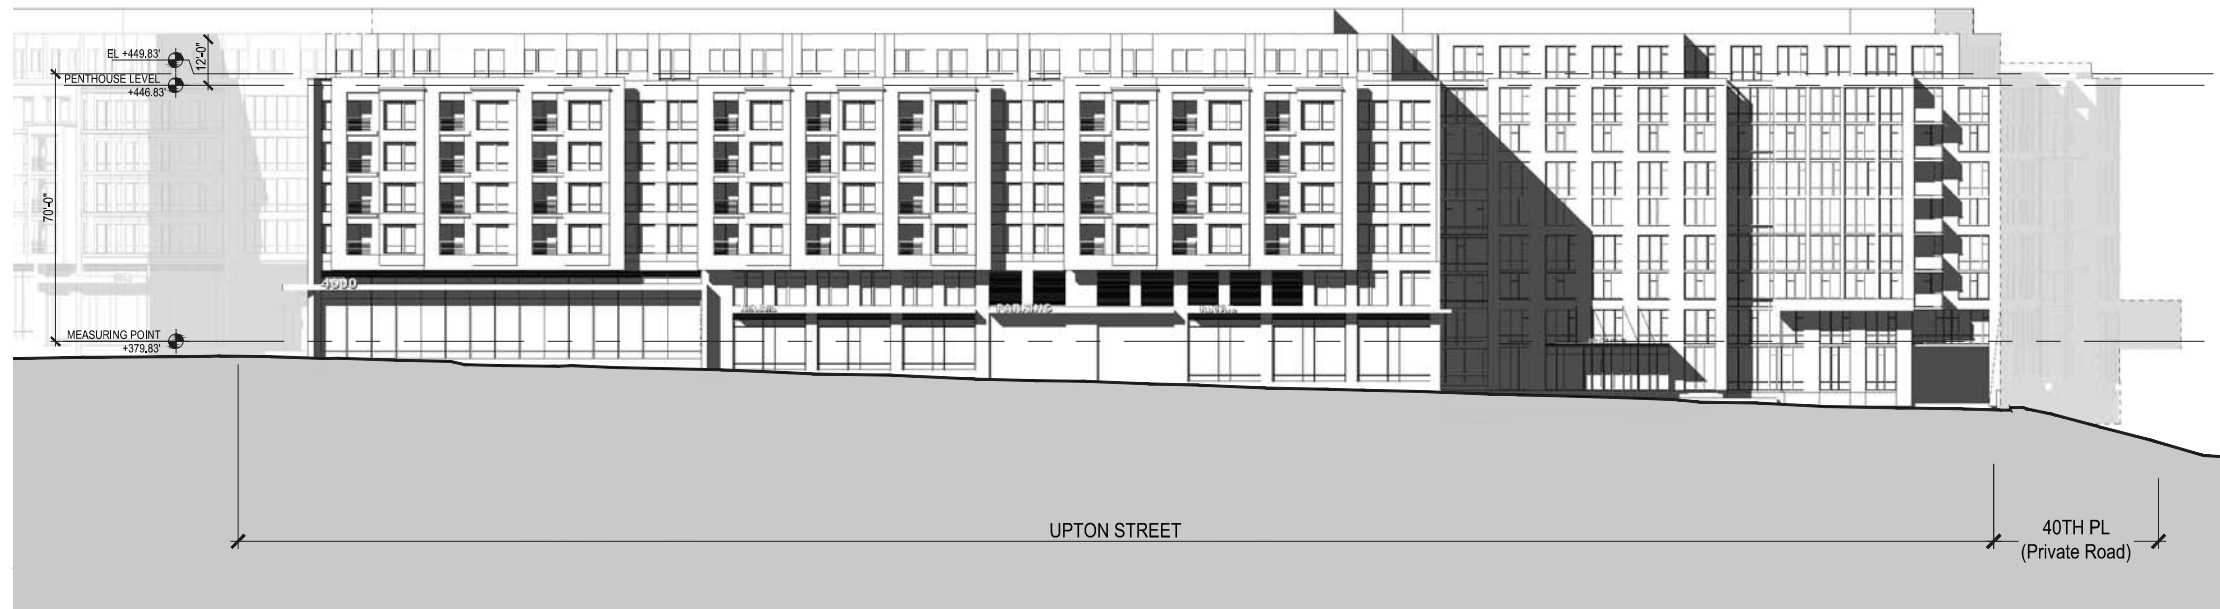 EL +449.83'
12'-0"
PENTHOUSE LEVEL
+446.83'
70'-0"
4000
PARKING
MEASURING POINT
+379.83'
UPTON STREET
40TH PL
(Private Road)